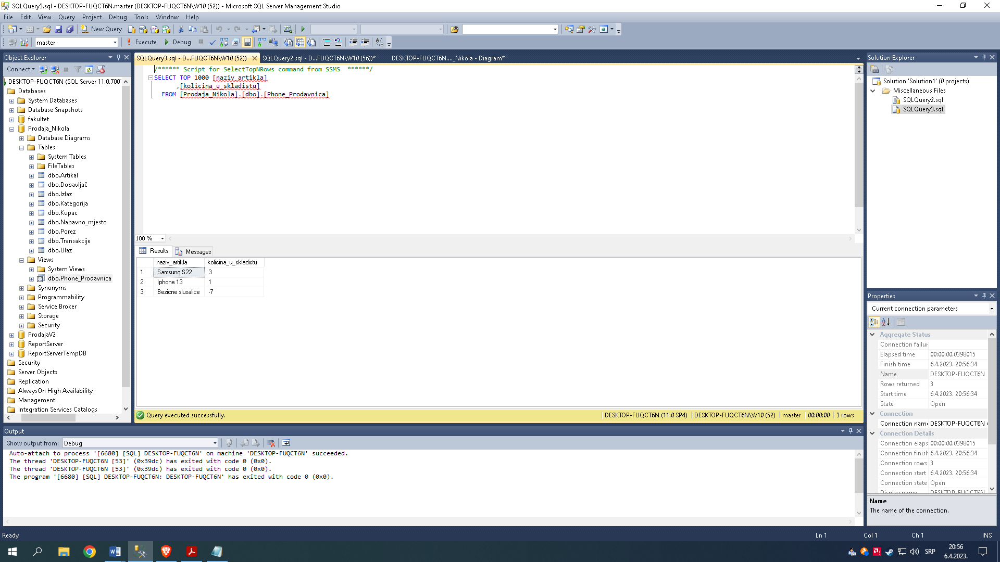 SQLQuery3.sql - DESKTOP-FUQCT6N.master (DESKTOP-FUQCT6N\W10 (52)) - Microsoft SQL Server Management Studio
File Edit View Query Project Debug Tools Window Help
New Query
master Execute Debug
Object Explorer
Connect
DESKTOP-FUQCT6N (SQL Server 11.0.700
Databases
System Databases
Database Snapshots
fakultet
Prodaja_Nikola
Database Diagrams
Tables
System Tables
FileTables
dbo.Artikal
dbo.Dobavljač
dbo.Izlaz
dbo.Kategorija
dbo.Kupac
dbo.Nabavno_mjesto
dbo.Porez
dbo.Transakcije
dbo.Ulaz
Views
System Views
dbo.Phone_Prodavnica
Synonyms
Programmability
Service Broker
Storage
Security
ProdajaV2
ReportServer
ReportServerTempDB
Security
Server Objects
Replication
AlwaysOn High Availability
Management
Integration Services Catalogs
SQLQuery3.sql - D...FUQCT6N\W10 (52)) SQLQuery2.sql - D...FUQCT6N\W10 (56))* DESKTOP-FUQCT6N...._Nikola - Diagram*
/****** Script for SelectTopNRows command from SSMS ******/
SELECT TOP 1000 [naziv_artikla]
,[kolicina_u_skladistu]
FROM [Prodaja_Nikola].[dbo].[Phone_Prodavnica]
100 %
Results Messages
naziv_artikla kolicina_u_skladistu
1 Samsung S22 3
2 Iphone 13 1
3 Bezicne slusalice -7
Query executed successfully. DESKTOP-FUQCT6N (11.0 SP4) DESKTOP-FUQCT6N\W10 (52) master 00:00:00 3 rows
Solution Explorer
Solution 'Solution1' (0 projects)
Miscellaneous Files
SQLQuery2.sql
SQLQuery3.sql
Properties
Current connection parameters
Aggregate Status
Connection failur
Elapsed time 00:00:00.0398015
Finish time 6.4.2023. 20:56:34
Name DESKTOP-FUQCT6N
Rows returned 3
Start time 6.4.2023. 20:56:34
State Open
Connection
Connection name DESKTOP-FUQCT6N
Connection Details
Connection elaps 00:00:00.0398015
Connection finish 6.4.2023. 20:56:34
Connection rows 3
Connection start 6.4.2023. 20:56:34
Connection state Open
Display name DESKTOP-FUQCT6N
Name
The name of the connection.
Output
Show output from: Debug
Auto-attach to process '[6680] [SQL] DESKTOP-FUQCT6N' on machine 'DESKTOP-FUQCT6N' succeeded.
The thread 'DESKTOP-FUQCT6N [53]' (0x39dc) has exited with code 0 (0x0).
The thread 'DESKTOP-FUQCT6N [53]' (0x39dc) has exited with code 0 (0x0).
The program '[6680] [SQL] DESKTOP-FUQCT6N: DESKTOP-FUQCT6N' has exited with code 0 (0x0).
Ready Ln 1 Col 1 Ch 1 INS
SRP
20:56
6.4.2023.